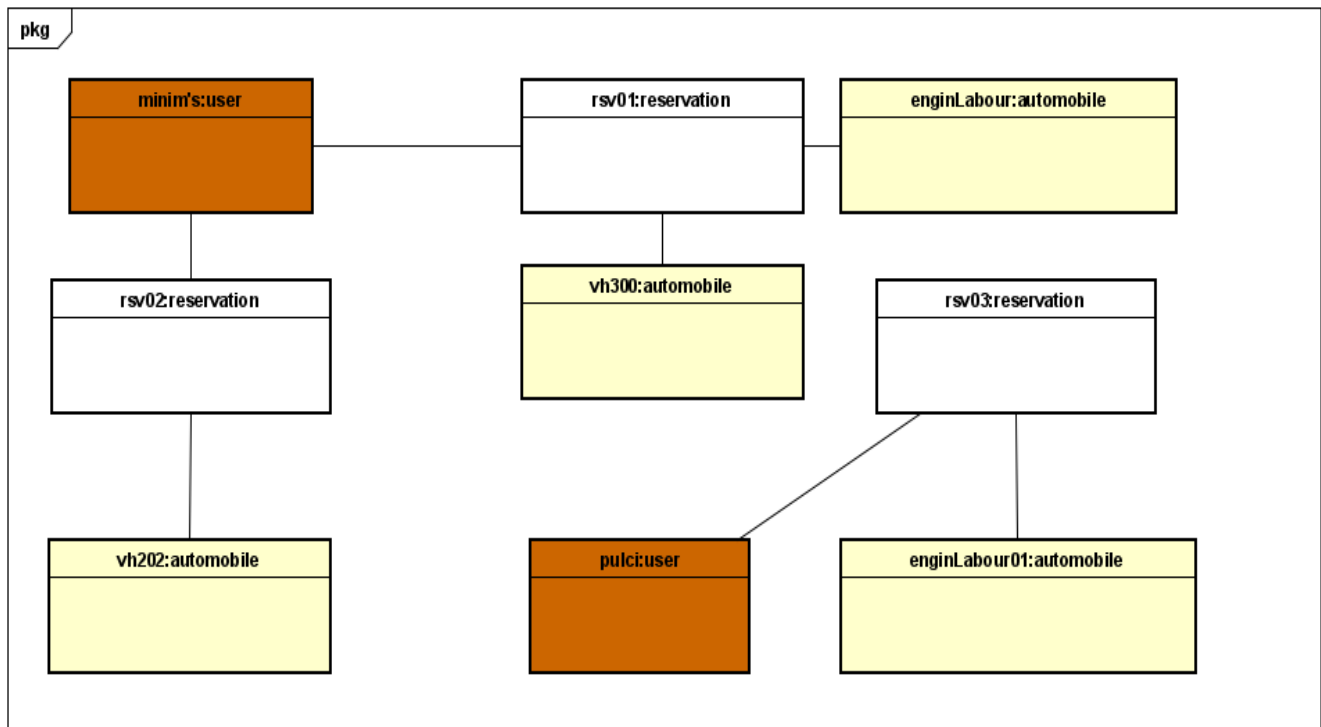 pkg
minim's:user
rsv01:reservation
enginLabour:automobile
vh300:automobile
rsv02:reservation
rsv03:reservation
vh202:automobile
pulci:user
enginLabour01:automobile